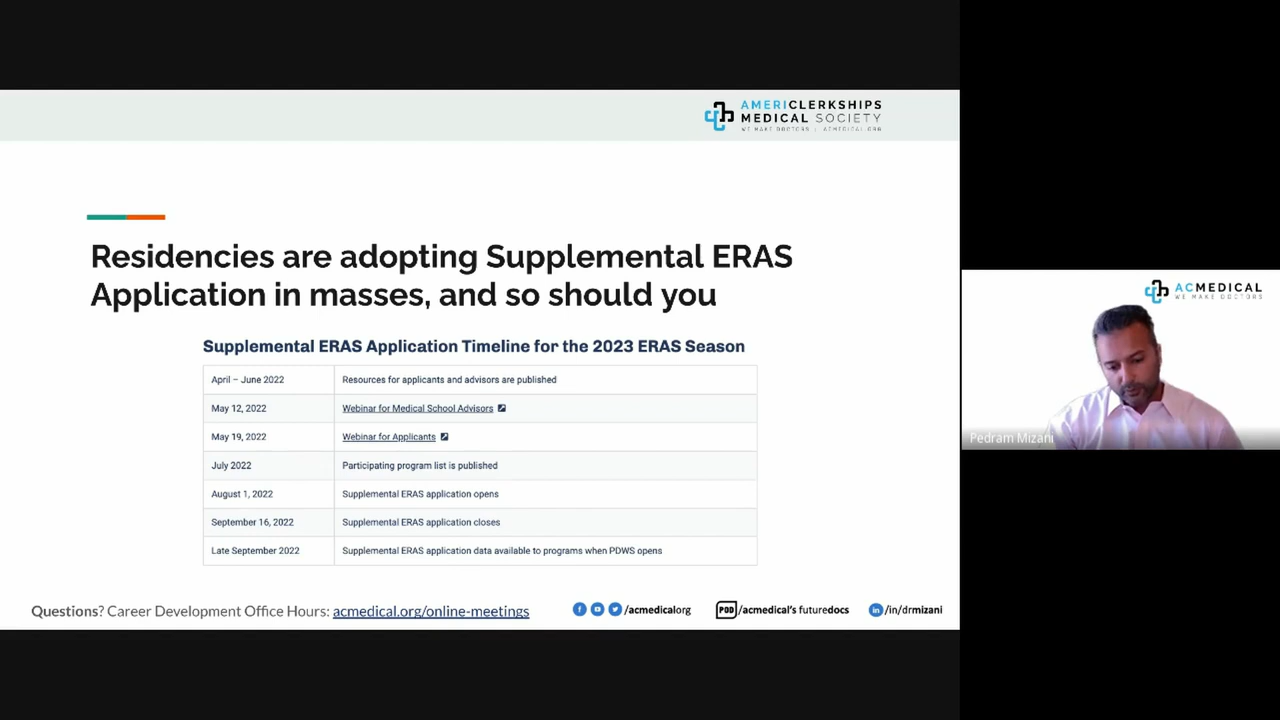 AMERICLERKSHIPS
MEDICAL SOCIETY
WE MAKE DOCTORS | ACMEDICAL.ORG
Residencies are adopting Supplemental ERAS
Application in masses, and so should you
Supplemental ERAS Application Timeline for the 2023 ERAS Season
April – June 2022 Resources for applicants and advisors are published
May 12, 2022 Webinar for Medical School Advisors
May 19, 2022 Webinar for Applicants
July 2022 Participating program list is published
August 1, 2022 Supplemental ERAS application opens
September 16, 2022 Supplemental ERAS application closes
Late September 2022 Supplemental ERAS application data available to programs when PDWS opens
Questions? Career Development Office Hours: acmedical.org/online-meetings
/acmedicalorg
POD/acmedical's futuredocs
in/in/drmizani
ACMEDICAL
WE MAKE DOCTORS
Pedram Mizani